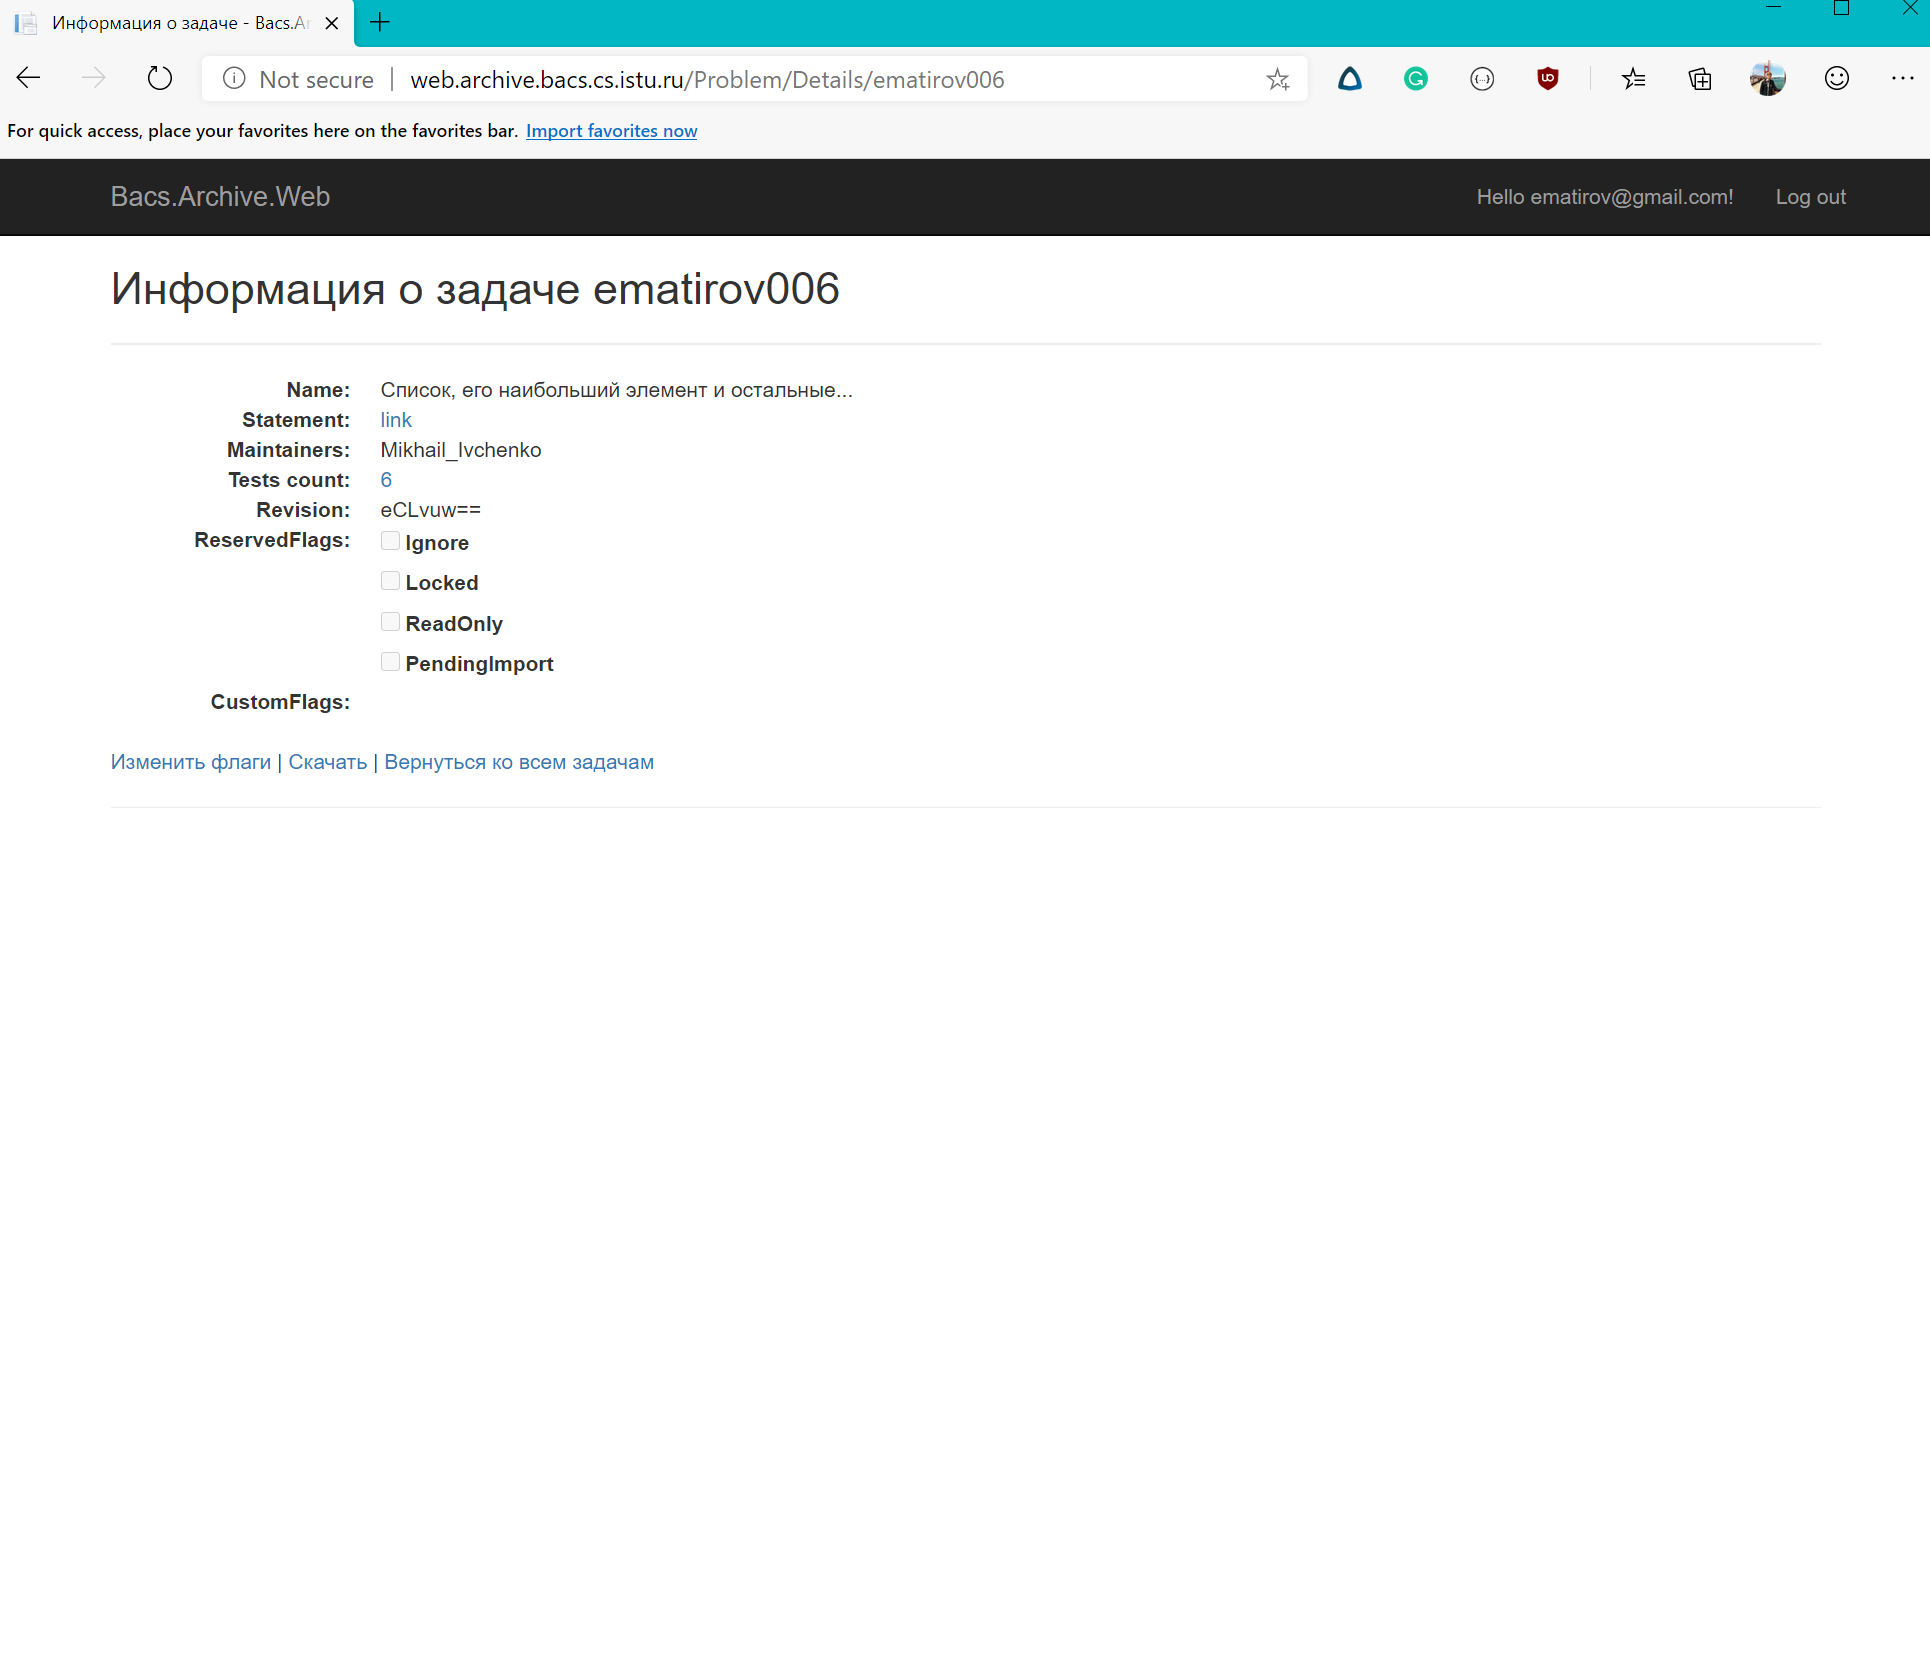 Информация о задаче - Bacs.Ar
Not secure web.archive.bacs.cs.istu.ru/Problem/Details/ematirov006
For quick access, place your favorites here on the favorites bar. Import favorites now
Bacs.Archive.Web Hello ematirov@gmail.com! Log out
Информация о задаче ematirov006
Name: Список, его наибольший элемент и остальные...
Statement: link
Maintainers: Mikhail_Ivchenko
Tests count: 6
Revision: eCLvuw==
ReservedFlags: Ignore
Locked
ReadOnly
PendingImport
CustomFlags:
Изменить флаги | Скачать | Вернуться ко всем задачам